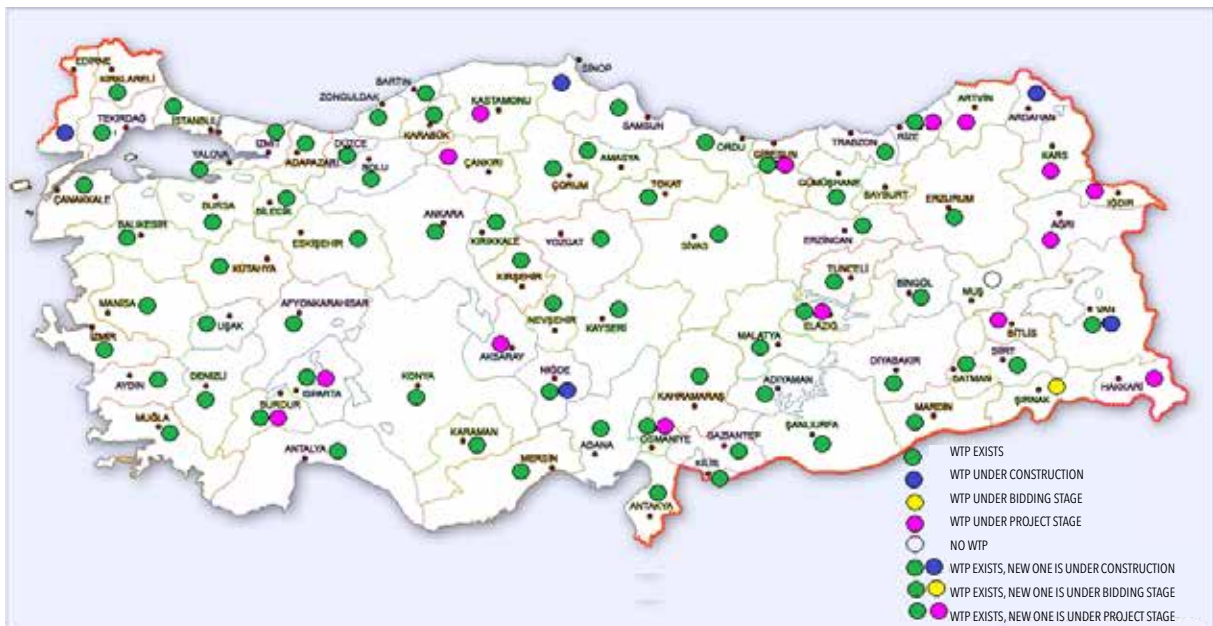 EDİRNE
KIRKLARELİ
TEKİRDAĞ
İSTANBUL
YALOVA
İZMİT
ADAPAZARI
DÜZCE
BOLU
ZONGULDAK
BARTIN
KARABÜK
KASTAMONU
SİNOP
ÇANKIRI
ÇORUM
AMASYA
SAMSUN
TOKAT
ORDU
GİRESUN
GÜMÜŞHANE
TRABZON
RİZE
BAYBURT
ARTVİN
ARDAHAN
KARS
IĞDIR
AĞRI
ERZURUM
ERZİNCAN
ÇANAKKALE
BALIKESİR
BURSA
BİLECİK
ESKİŞEHİR
KÜTAHYA
ANKARA
KIRIKKALE
KIRŞEHİR
YOZGAT
SİVAS
TUNCELİ
BİNGÖL
MUŞ
VAN
BİTLİS
MANİSA
İZMİR
UŞAK
AFYONKARAHİSAR
AKSARAY
NEVŞEHİR
KAYSERİ
MALATYA
ELAZIĞ
DİYABAKIR
BATMAN
SİİRT
ŞIRNAK
HAKKARİ
AYDIN
DENİZLİ
BURDUR
ISPARTA
KONYA
NİĞDE
KAHRAMARAŞ
ADIYAMAN
MARDİN
MUĞLA
ANTALYA
KARAMAN
MERSİN
ADANA
OSMANİYE
GAZİANTEP
KİLİS
ŞANLIURFA
ANTAKYA
WTP EXISTS
WTP UNDER CONSTRUCTION
WTP UNDER BIDDING STAGE
WTP UNDER PROJECT STAGE
NO WTP
WTP EXISTS, NEW ONE IS UNDER CONSTRUCTION
WTP EXISTS, NEW ONE IS UNDER BIDDING STAGE
WTP EXISTS, NEW ONE IS UNDER PROJECT STAGE